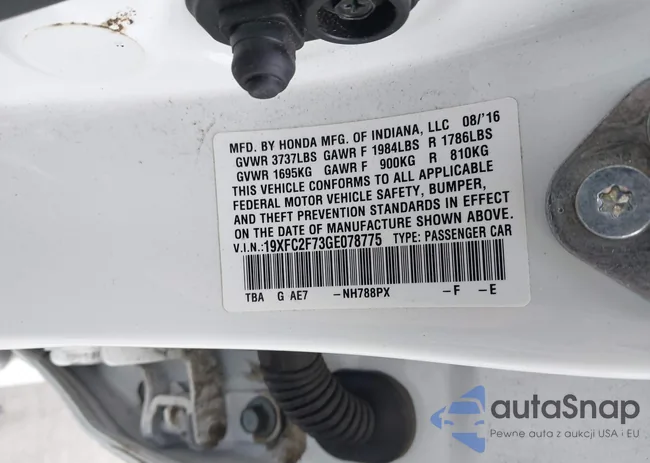 MFD. BY HONDA MFG. OF INDIANA, LLC 08/'16
GVWR 3737LBS GAWR F 1984LBS R 1786LBS
GVWR 1695KG GAWR F 900KG R 810KG
THIS VEHICLE CONFORMS TO ALL APPLICABLE
FEDERAL MOTOR VEHICLE SAFETY, BUMPER,
AND THEFT PREVENTION STANDARDS IN EFFECT
ON THE DATE OF MANUFACTURE SHOWN ABOVE.
V.I.N.:19XFC2F73GE078775 TYPE: PASSENGER CAR
TBA G AE7 -NH788PX -F -E
autaSnap
Pewne auta z aukcji USA i EU